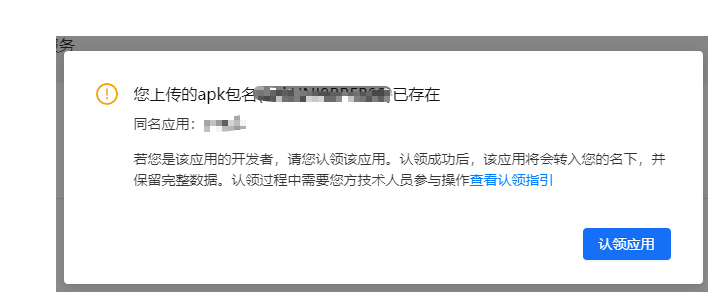 服务
您上传的apk包名(已存在
同名应用：
若您是该应用的开发者，请您认领该应用。认领成功后，该应用将会转入您的名下，并
保留完整数据。认领过程中需要您方技术人员参与操作查看认领指引
认领应用